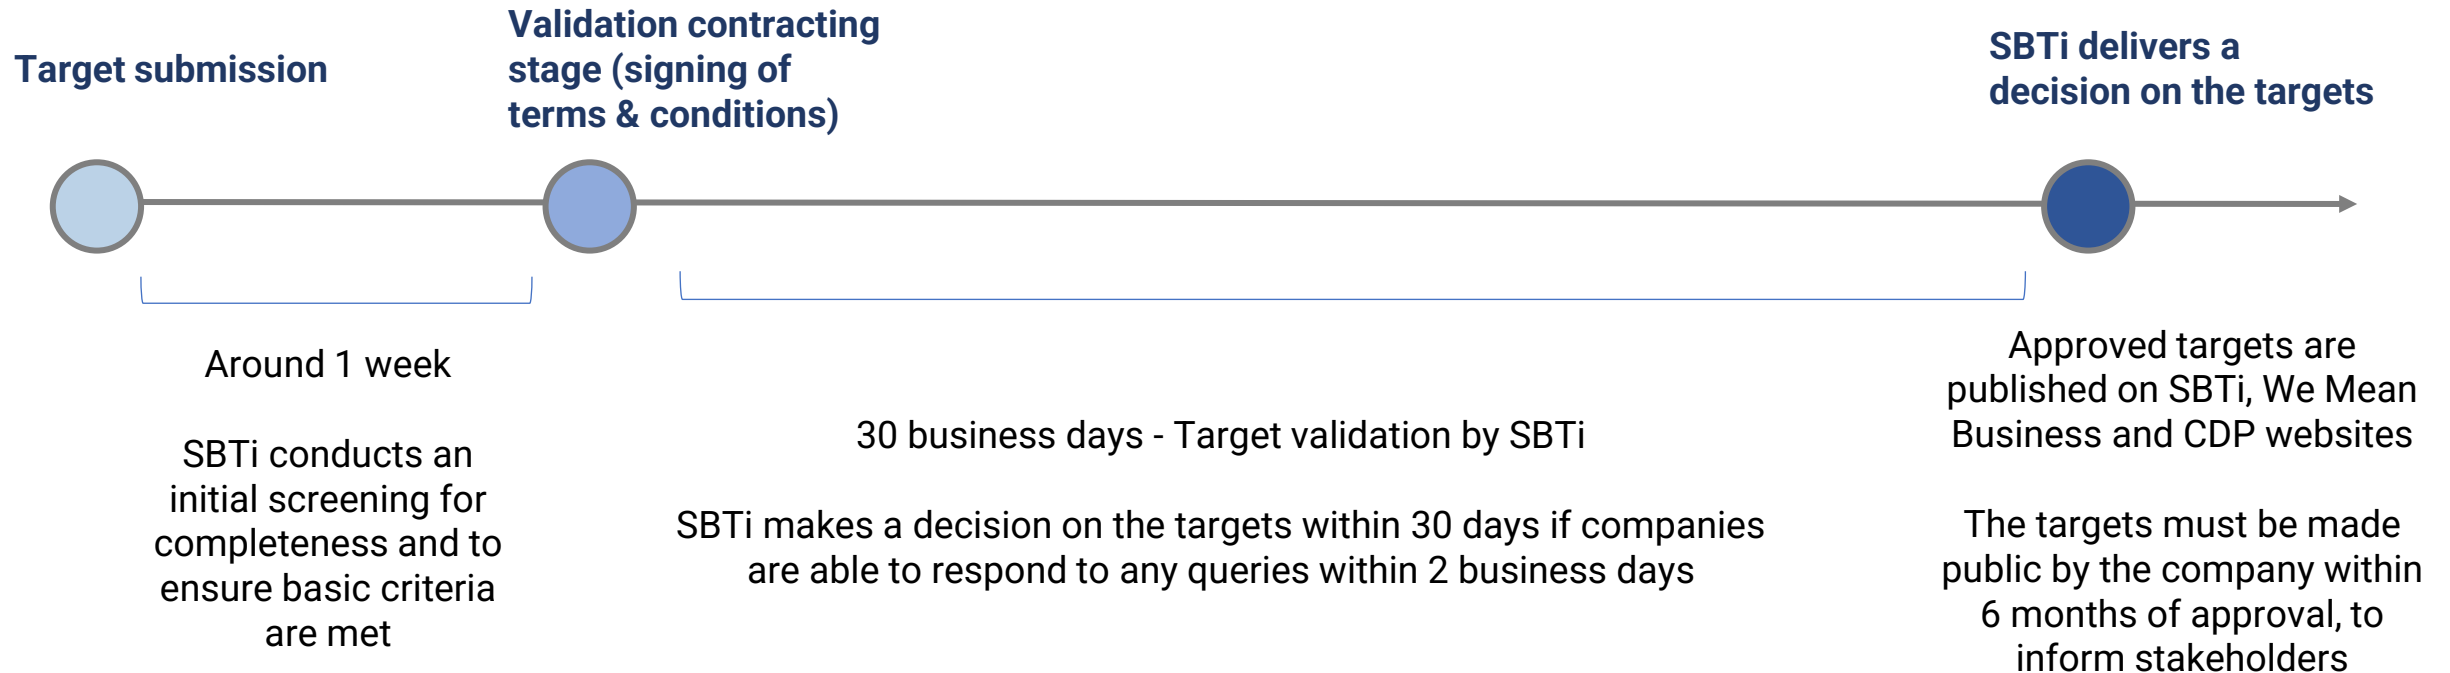 Target submission
Validation contracting
stage (signing of
terms & conditions)
SBTi delivers a
decision on the targets
Around 1 week
SBTi conducts an
initial screening for
completeness and to
ensure basic criteria
are met
30 business days - Target validation by SBTi
SBTi makes a decision on the targets within 30 days if companies
are able to respond to any queries within 2 business days
Approved targets are
published on SBTi, We Mean
Business and CDP websites
The targets must be made
public by the company within
6 months of approval, to
inform stakeholders